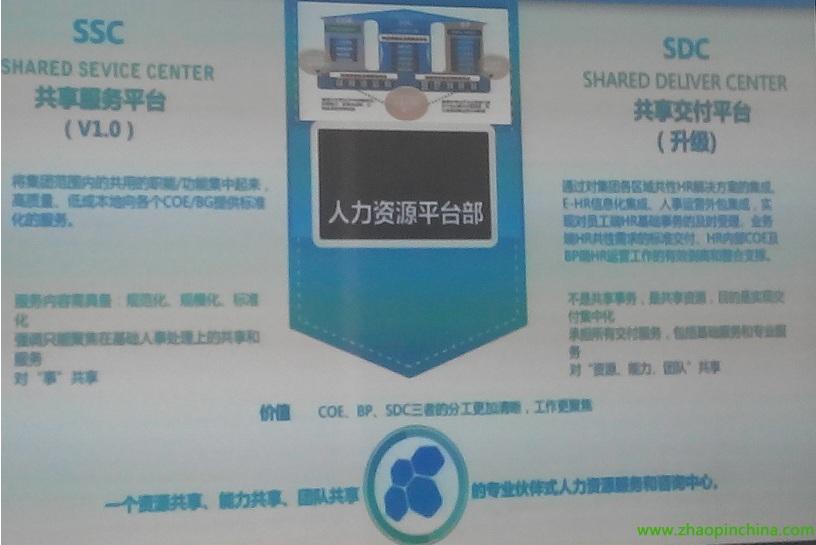 SSC
SHARED SEVICE CENTER
共享服务平台
（V1.0）
将集团范围内的共用的职能/功能集中起来，
高质量、低成本地向各个COE/BG提供标准
化的服务。
服务内容需具备：规范化、规模化、标准
化
强调只能聚焦在基础人事处理上的共享和
服务
对“事”共享
人力资源平台部
SDC
SHARED DELIVER CENTER
共享交付平台
（升级）
通过对集团各区域共性HR解决方案的集成、
E-HR信息化集成、人事运营外包集成，实
现对员工端HR基础事务的及时受理、业务
端HR共性需求的标准交付、HR内部COE及
BP端HR运营工作的有效剥离和整合支撑。
不是共享事务，是共享资源，目的是实现交
付集中化
承担所有交付服务，包括基础服务和专业服
务
对“资源、能力、团队”共享
价值 COE、BP、SDC三者的分工更加清晰，工作更聚焦
一个资源共享、能力共享、团队共享的专业伙伴式人力资源服务和咨询中心。
www.zhaopinchina.com